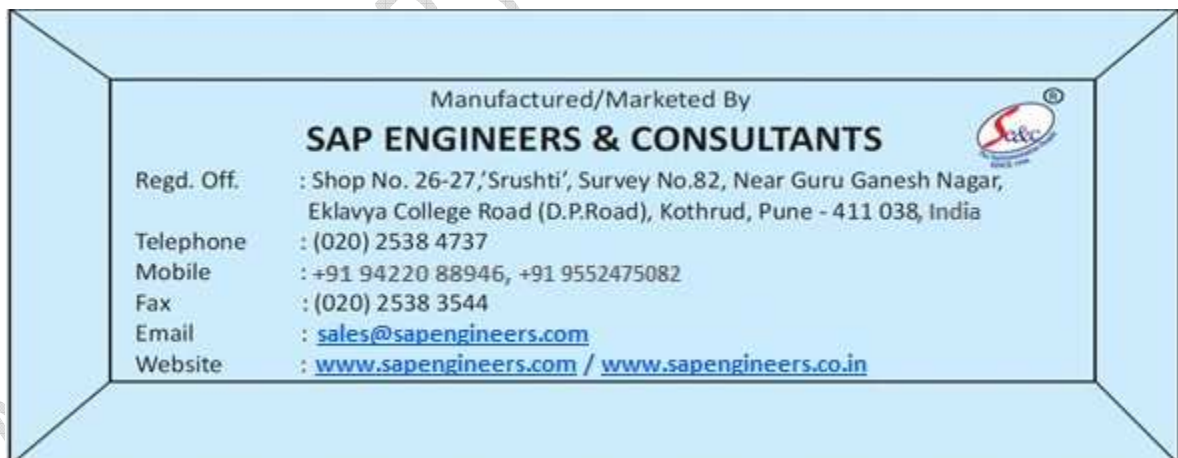 Manufactured/Marketed By
®
SAP ENGINEERS & CONSULTANTS
Regd. Off. : Shop No. 26-27,'Srushti', Survey No.82, Near Guru Ganesh Nagar,
Eklavya College Road (D.P.Road), Kothrud, Pune - 411 038, India
Telephone : (020) 2538 4737
Mobile : +91 94220 88946, +91 9552475082
Fax : (020) 2538 3544
Email : sales@sapengineers.com
Website : www.sapengineers.com / www.sapengineers.co.in